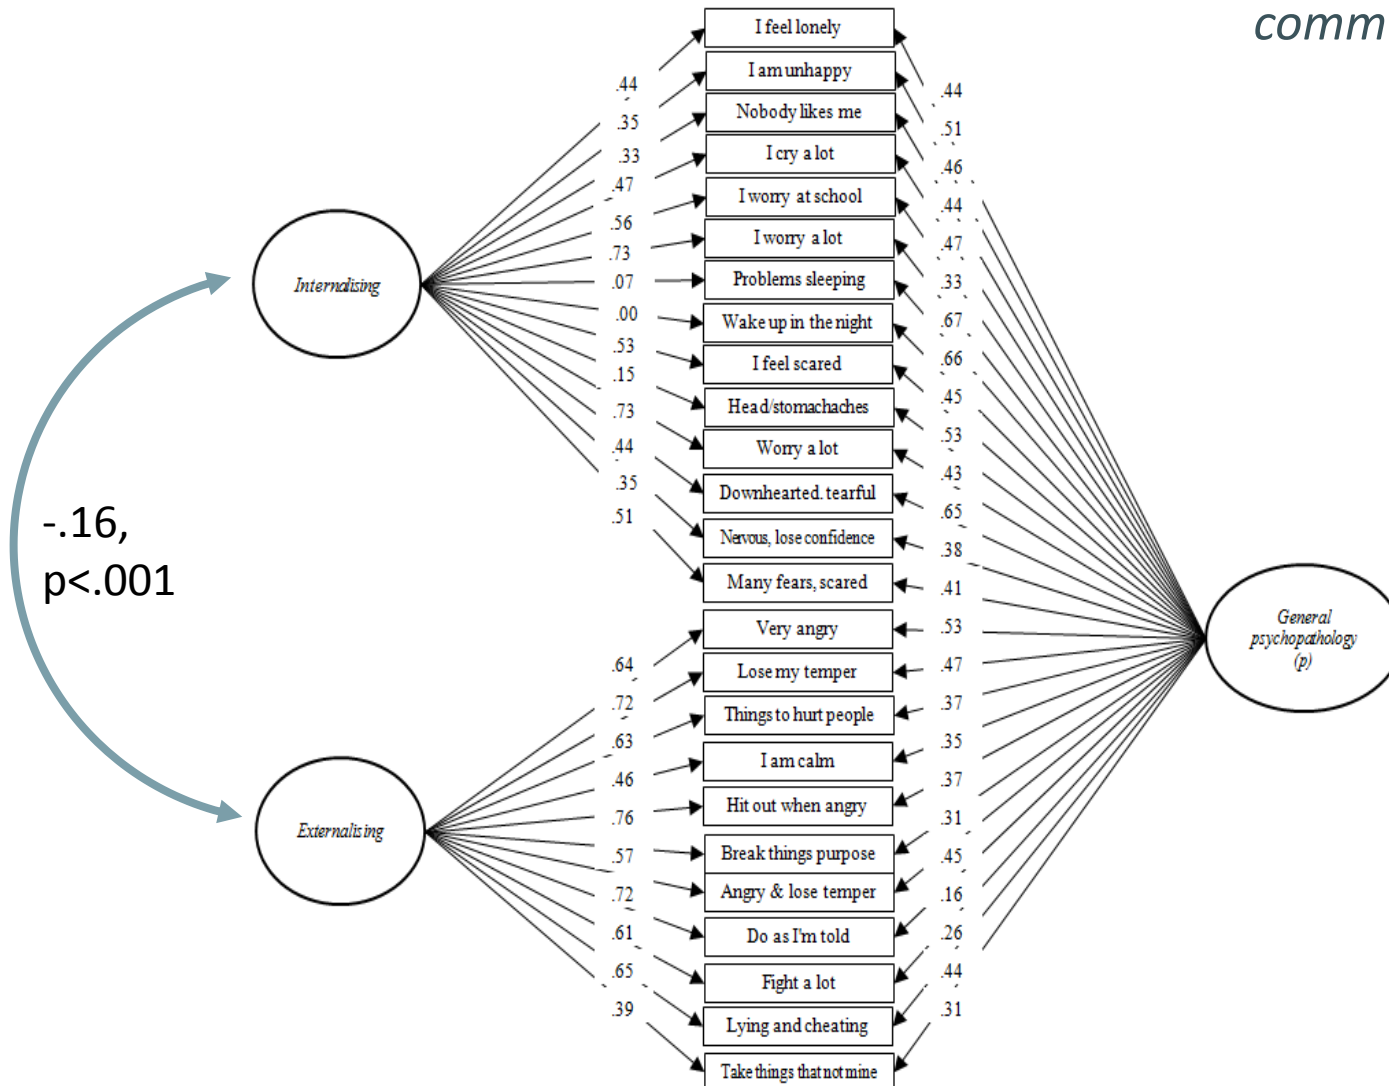 comm
I feel lonely
I am unhappy
Nobody likes me
I cry a lot
I worry at school
I worry a lot
Problems sleeping
Wake up in the night
I feel scared
Head/stomachaches
Worry a lot
Downhearted. tearful
Nervous, lose confidence
Many fears, scared
Very angry
Lose my temper
Things to hurt people
I am calm
Hit out when angry
Break things purpose
Angry & lose temper
Do as I'm told
Fight a lot
Lying and cheating
Take things that not mine
Internalising
.44
.35
.33
.47
.56
.73
.07
.00
.53
.15
.73
.44
.35
.51
-.16,
p<.001
Externalising
.64
.72
.63
.46
.76
.57
.72
.61
.65
.39
.44
.51
.46
.44
.47
.33
.67
.66
.45
.53
.43
.65
.38
.41
.53
.47
.37
.35
.37
.31
.45
.16
.26
.44
.31
General
psychopathology
(p)